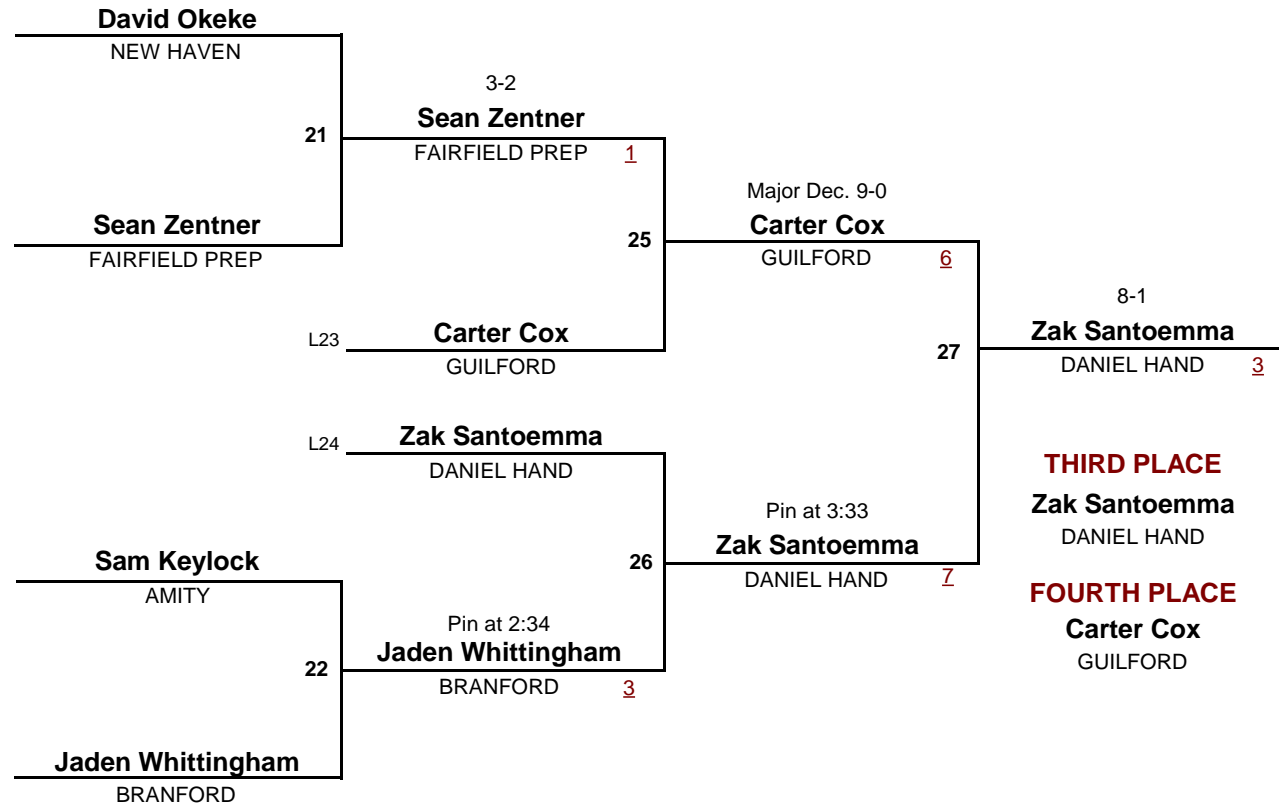 David Okeke
NEW HAVEN
3-2
Sean Zentner
21
FAIRFIELD PREP 1
Major Dec. 9-0
Sean Zentner
FAIRFIELD PREP
25
Carter Cox
GUILFORD 6
8-1
L23 Carter Cox
GUILFORD
27
Zak Santoemma
DANIEL HAND 3
L24 Zak Santoemma
DANIEL HAND
THIRD PLACE
Zak Santoemma
DANIEL HAND
Pin at 3:33
Zak Santoemma
26
DANIEL HAND 7
Sam Keylock
AMITY
FOURTH PLACE
Carter Cox
GUILFORD
Pin at 2:34
Jaden Whittingham
22
BRANFORD 3
Jaden Whittingham
BRANFORD